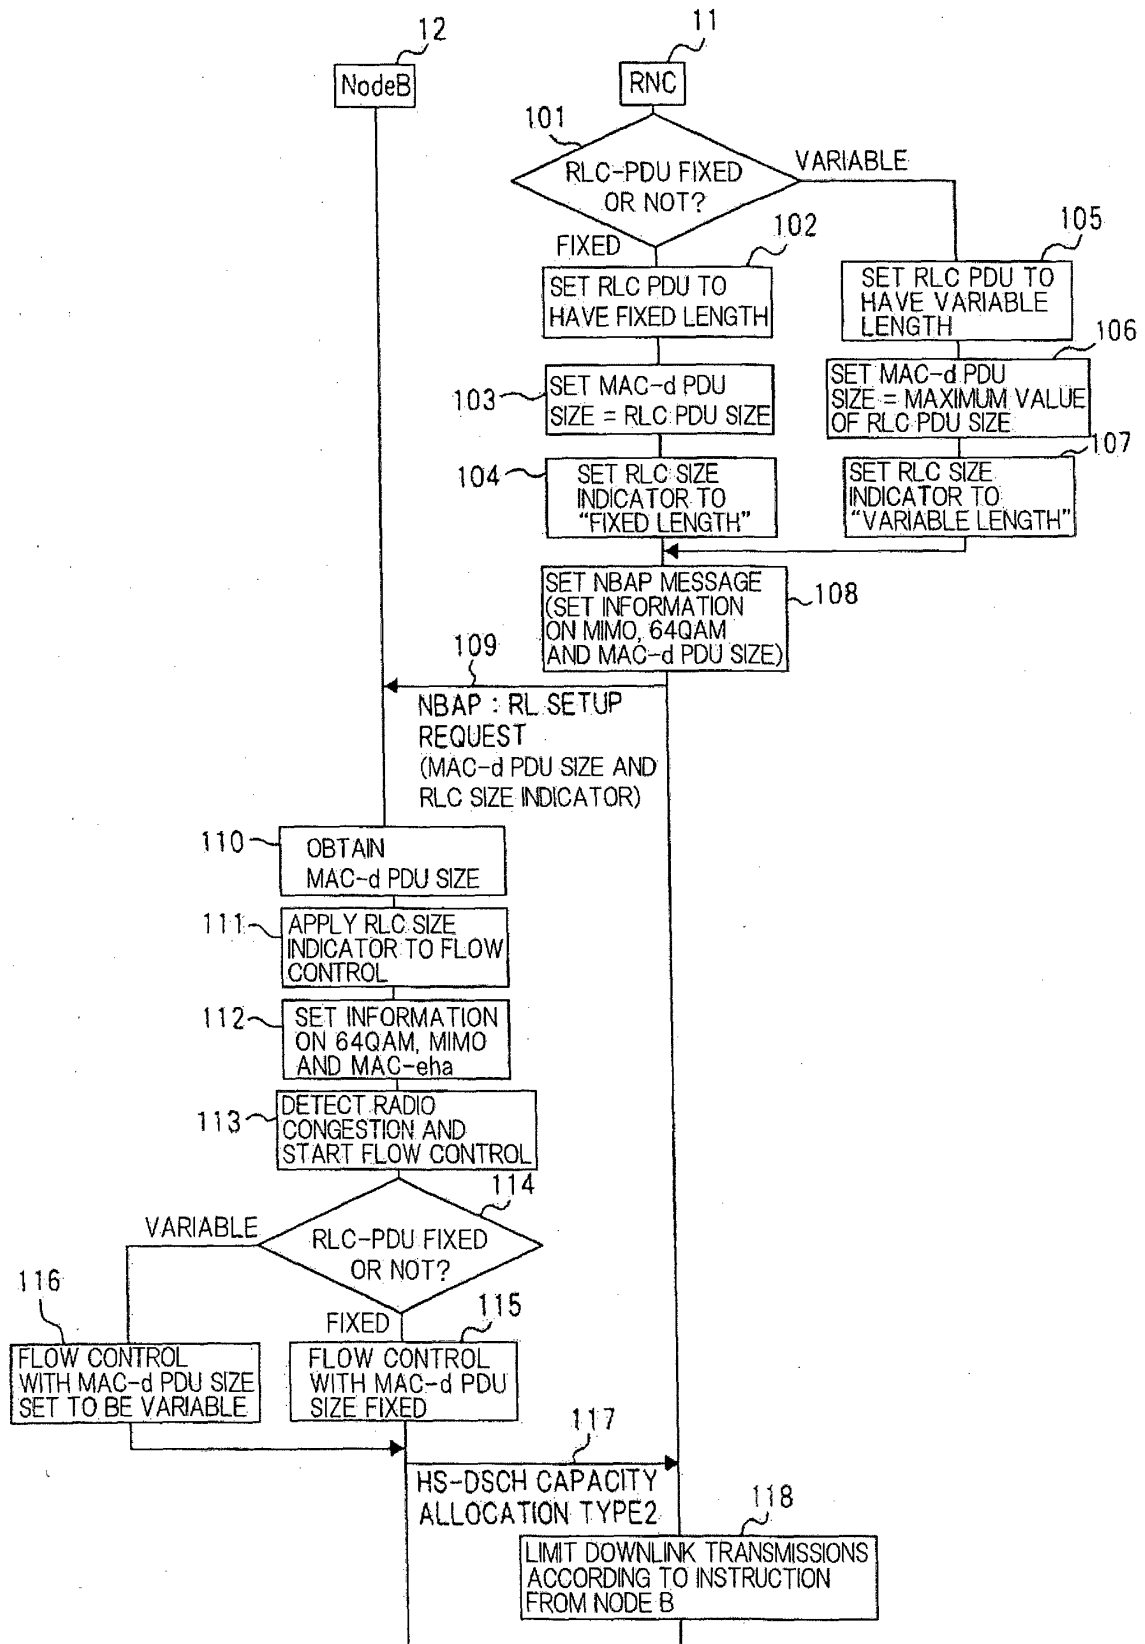 12
11
NodeB
RNC
101
RLC-PDU FIXED
OR NOT?
VARIABLE
FIXED
102
105
SET RLC PDU TO
HAVE FIXED LENGTH
SET RLC PDU TO
HAVE VARIABLE
LENGTH
106
103
SET MAC-d PDU
SIZE = RLC PDU SIZE
SET MAC-d PDU
SIZE = MAXIMUM VALUE
OF RLC PDU SIZE
107
104
SET RLC SIZE
INDICATOR TO
“FIXED LENGTH”
SET RLC SIZE
INDICATOR TO
“VARIABLE LENGTH”
SET NBAP MESSAGE
(SET INFORMATION
ON MIMO, 64QAM
AND MAC-d PDU SIZE)
108
109
NBAP : RL SETUP
REQUEST
(MAC-d PDU SIZE AND
RLC SIZE INDICATOR)
110
OBTAIN
MAC-d PDU SIZE
111
APPLY RLC SIZE
INDICATOR TO FLOW
CONTROL
112
SET INFORMATION
ON 64QAM, MIMO
AND MAC-eha
113
DETECT RADIO
CONGESTION AND
START FLOW CONTROL
114
VARIABLE
RLC-PDU FIXED
OR NOT?
116
FIXED
115
FLOW CONTROL
WITH MAC-d PDU SIZE
SET TO BE VARIABLE
FLOW CONTROL
WITH MAC-d PDU
SIZE FIXED
117
HS-DSCH CAPACITY
ALLOCATION TYPE2
118
LIMIT DOWNLINK TRANSMISSIONS
ACCORDING TO INSTRUCTION
FROM NODE B